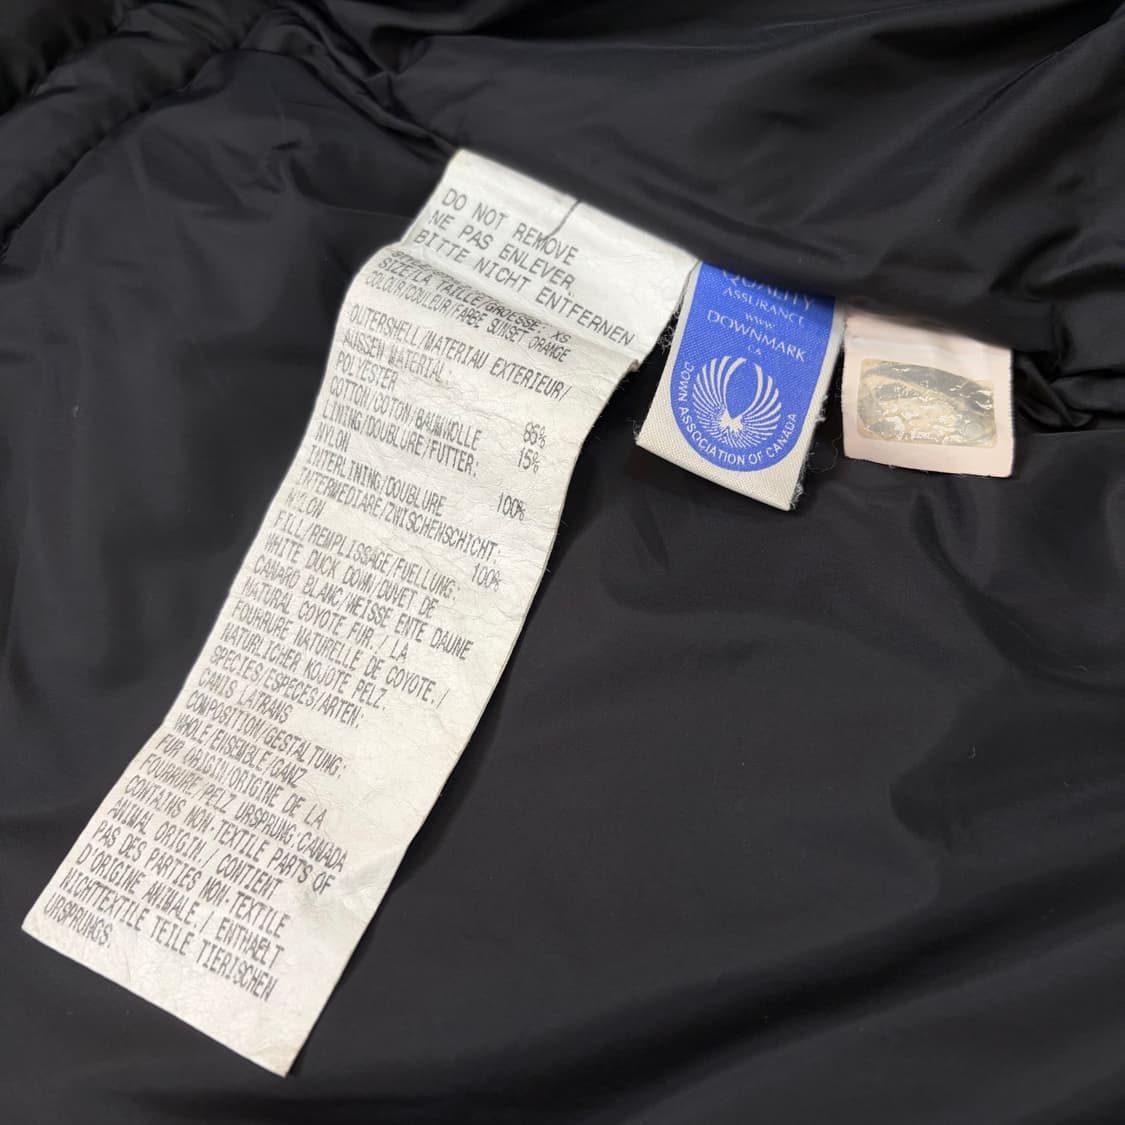 DO NOT REMOVE
NE PAS ENLEVER,
BITTE NICHT ENTFERNEN
SIZE/LA TAILLE/GROESSE: XS
COLOUR/COULEUR/FARBE SUNSET ORANGE
OUTERSHELL/MATERIAU EXTERIEUR/
AUSSEN MATERIAL:
POLYESTER 85%
COTTON/COTON/BAUMWOLLE 15%
LINING/DOUBLURE/FUTTER:
NYLON 100%
INTERLINING/DOUBLURE
INTERMEDIARE/ZWISCHENSCHICHT:
NYLON 100%
FILL/REMPLISSAGE/FUELLUNG:
WHITE DUCK DOWN/DUVET DE
CANARD BLANC/WEISSE ENTE DAUNE
NATURAL COYOTE FUR./ LA
FOURRURE NATURELLE DE COYOTE./
NATURLICHER KOJOTE PELZ.
SPECIES/ESPECES/ARTEN:
CANIS LATRANS
COMPOSITION/GESTALTUNG:
WHOLE/ENSEMBLE/GANZ
FUR ORIGIN/ORIGINE DE LA
FOURRURE/PELZ URSPRUNG:CANADA
CONTAINS NON-TEXTILE PARTS OF
ANIMAL ORIGIN./ CONTIENT
PAS DES PARTIES NON-TEXTILE
D'ORIGINE ANIMALE./ ENTHAELT
NICHTTEXTILE TEILE TIERISCHEN
URSPRUNGS.
QUALITY
ASSURANCE
www.
DOWNMARK
.CA
DOWN ASSOCIATION OF CANADA